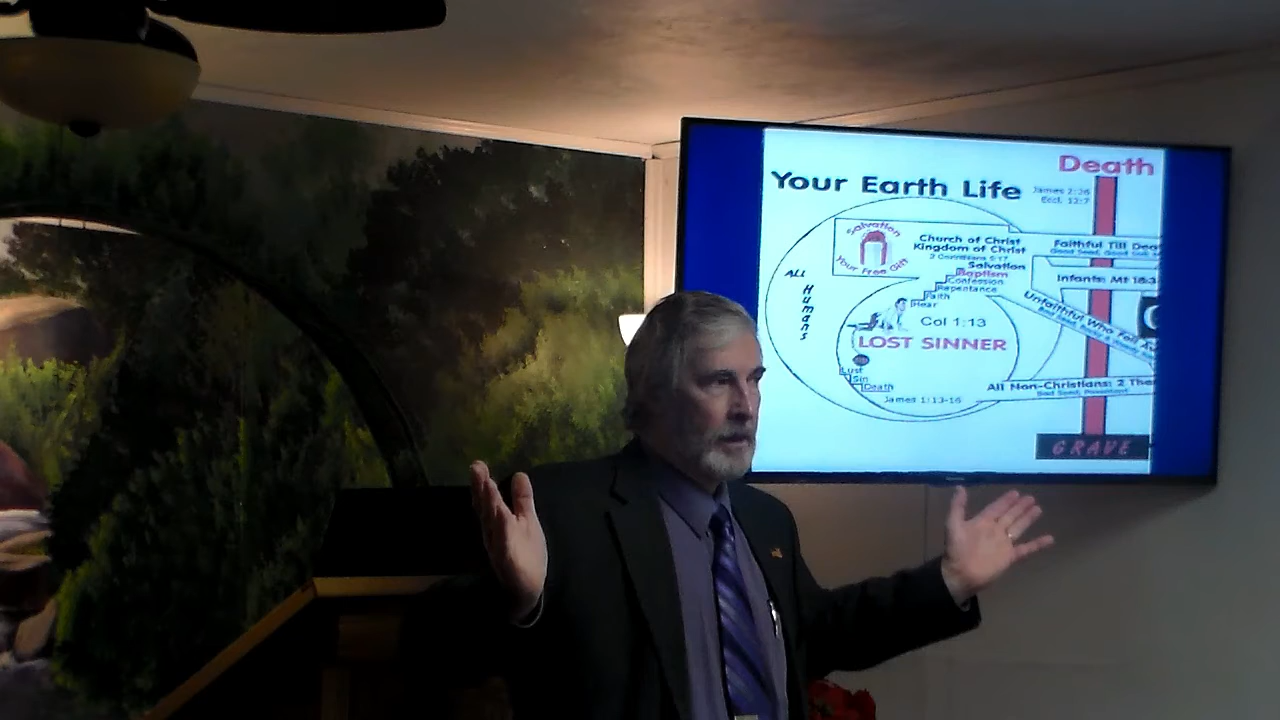 Death
Your Earth Life
James 2:26
Eccl. 12:7
Salvation
Your Free Gift
Church of Christ
Kingdom of Christ
2 Corinthians 5:17
Faithful Till Deat
Salvation
Baptism
Confession
Repentance
Faith
Hear
ALL
Humans
Infants: Mt 18:3
Unfaithful Who Fell A
Col 1:13
LOST SINNER
Lust
Sin
Death
James 1:13-16
All Non-Christians: 2 The
GRAVE